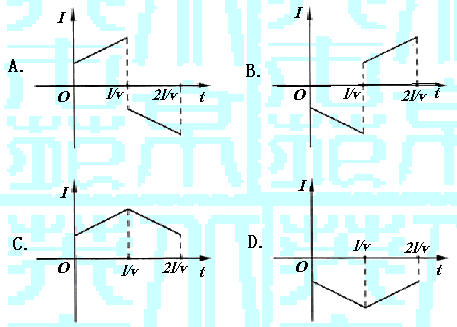 I I
A. B.
O l/v 2l/v t O l/v 2l/v t
I I
C. D. l/v 2l/v
O l/v 2l/v t O t